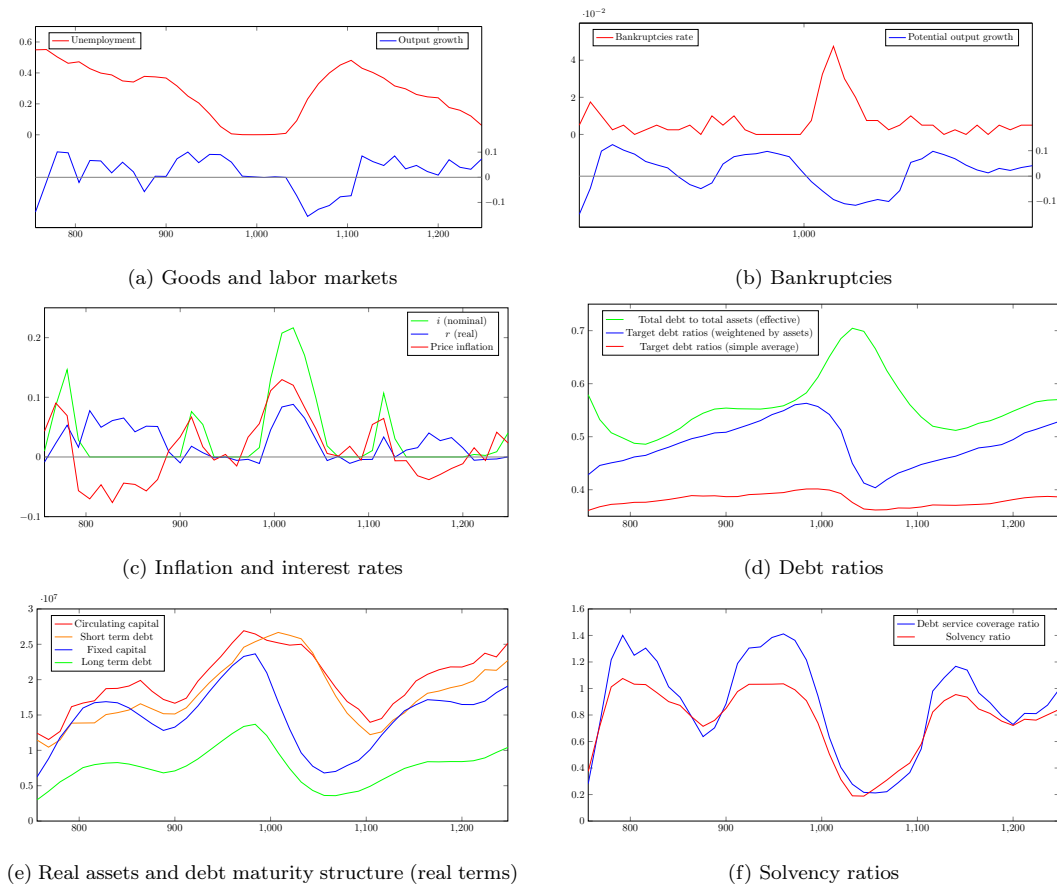 Unemployment
Output growth
0.6
0.4
0.2
0
0.1
0
−0.1
800
900
1,000
1,100
1,200
(a) Goods and labor markets
·10−2
Bankruptcies rate
Potential output growth
4
2
0
0.1
0
−0.1
1,000
(b) Bankruptcies
i (nominal)
r (real)
Price inflation
0.2
0.1
0
−0.1
800
900
1,000
1,100
1,200
(c) Inflation and interest rates
Total debt to total assets (effective)
Target debt ratios (weightened by assets)
Target debt ratios (simple average)
0.7
0.6
0.5
0.4
800
900
1,000
1,100
1,200
(d) Debt ratios
·107
Circulating capital
Short term debt
Fixed capital
Long term debt
3
2.5
2
1.5
1
0.5
0
800
900
1,000
1,100
1,200
(e) Real assets and debt maturity structure (real terms)
Debt service coverage ratio
Solvency ratio
1.6
1.4
1.2
1
0.8
0.6
0.4
0.2
0
800
900
1,000
1,100
1,200
(f) Solvency ratios